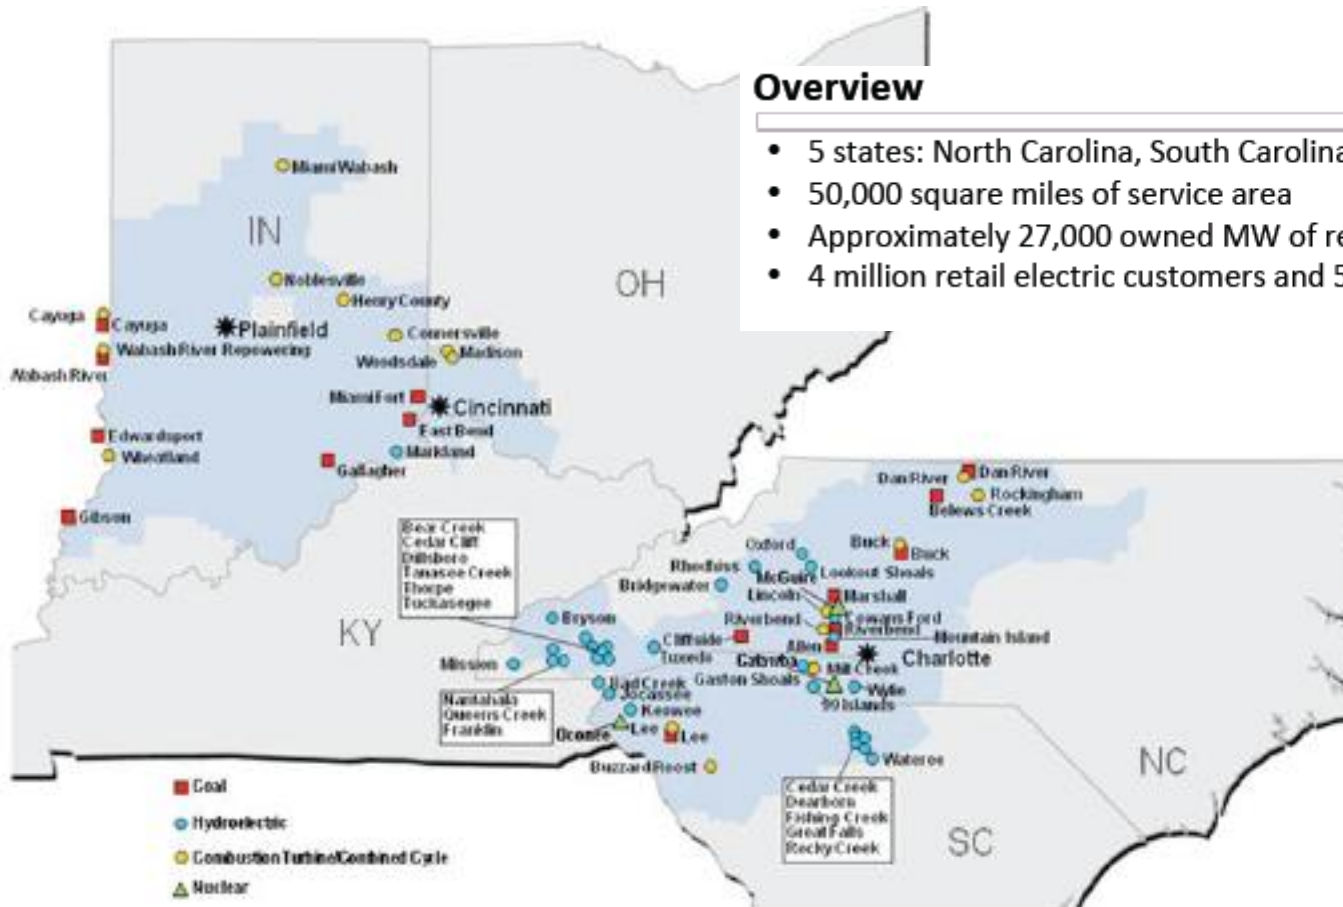 Overview
• 5 states: North Carolina, South Carolina
• 50,000 square miles of service area
• Approximately 27,000 owned MW of re
• 4 million retail electric customers and 5
Miami Wabash
IN
OH
Noblesville
Henry County
Cayuga
Cayuga
Plainfield
Connersville
Wabash River Repowering
Madison
Woodsdale
Wabash River
Miami Fort
Cincinnati
East Bend
Edwardsport
Markland
Wheatland
Gallagher
Gibson
Dan River
Dan River
Rockingham
Belews Creek
Bear Creek
Cedar Cliff
Dillsboro
Tanasee Creek
Thorpe
Tuckasegee
Oxford
Buck
Buck
Rhodhiss
Lookout Shoals
McGuire
Bridgewater
Lincoln
Marshall
Cowans Ford
Bryson
Riverbend
Riverbend
Mountain Island
KY
Cliffside
Allen
Charlotte
Tuxedo
Mission
Catawba
Mill Creek
Gaston Shoals
Wylie
Bad Creek
Jocassee
99 Islands
Nantahala
Queens Creek
Franklin
Keowee
Oconee
Lee
Lee
Wateree
Buzzard Roost
NC
Cedar Creek
Dearborn
Fishing Creek
Great Falls
Rocky Creek
SC
Coal
Hydroelectric
Combustion Turbine/Combined Cycle
Nuclear